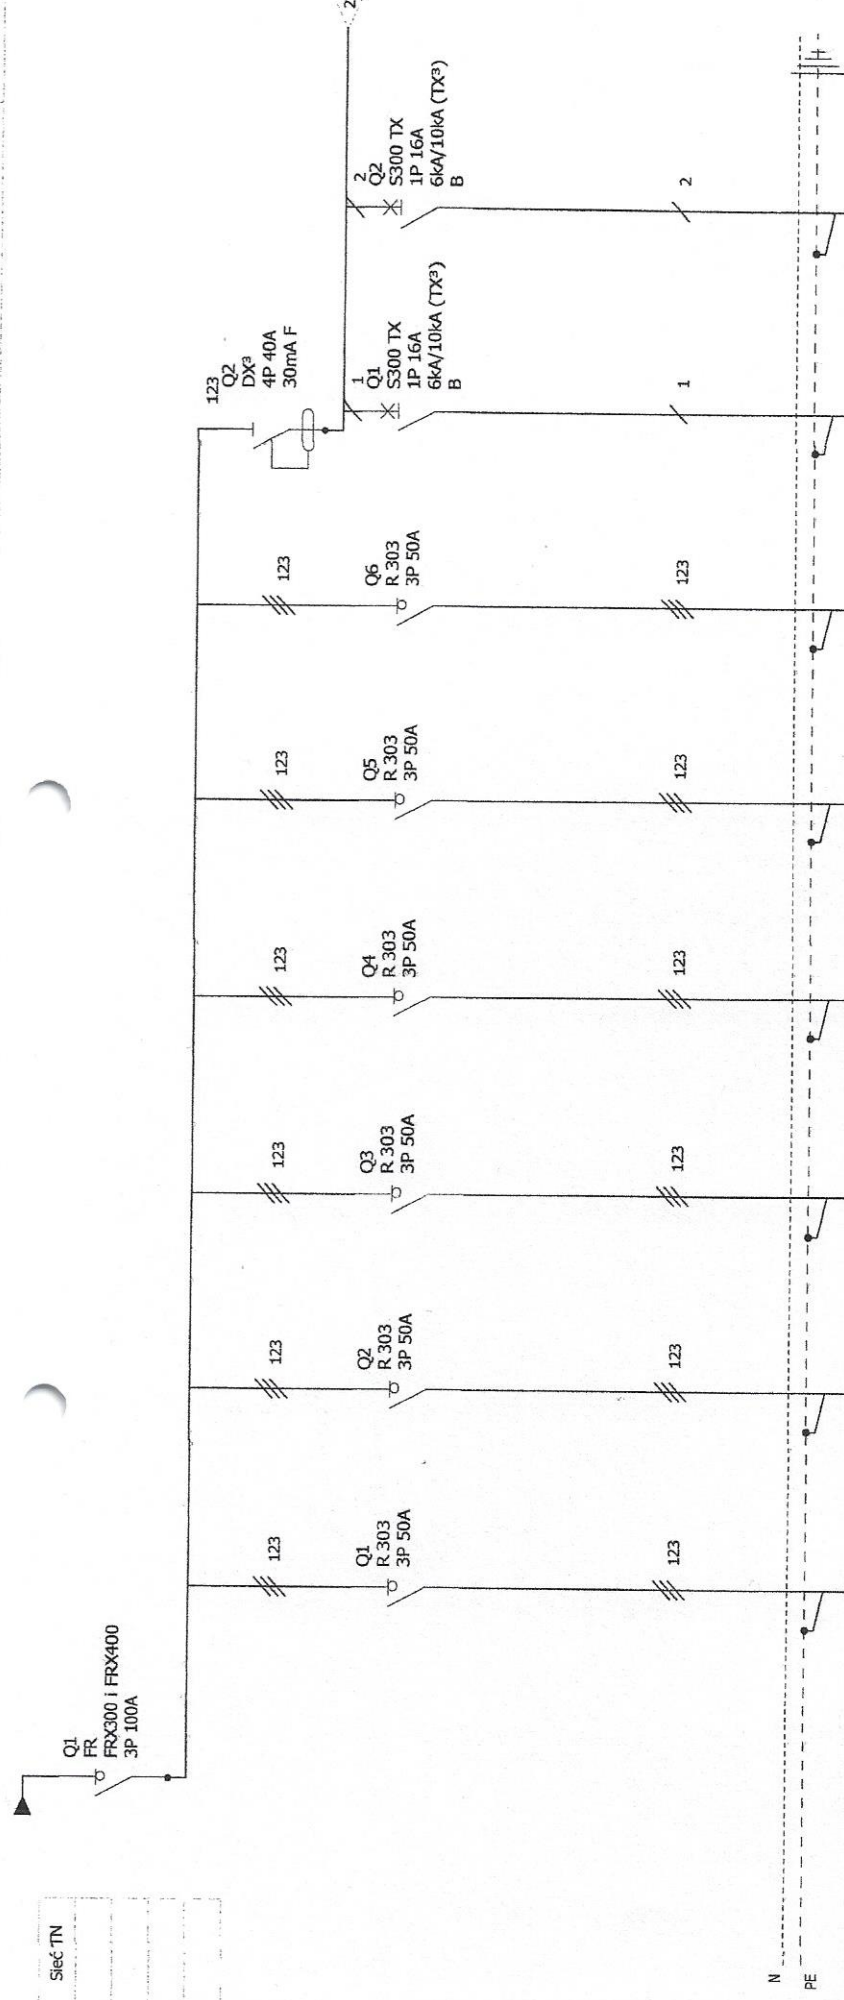 Sieć TN
Q1
FR
FRX300 i FRX400
3P 100A
123
Q1
R 303
3P 50A
123
123
Q2
R 303
3P 50A
123
123
Q3
R 303
3P 50A
123
123
Q4
R 303
3P 50A
123
123
Q5
R 303
3P 50A
123
123
Q6
R 303
3P 50A
123
123
Q2
DX³
4P 40A
30mA F
1
Q1
S300 TX
1P 16A
6kA/10kA (TX³)
B
1
2
Q2
S300 TX
1P 16A
6kA/10kA (TX³)
B
2
2
N
PE